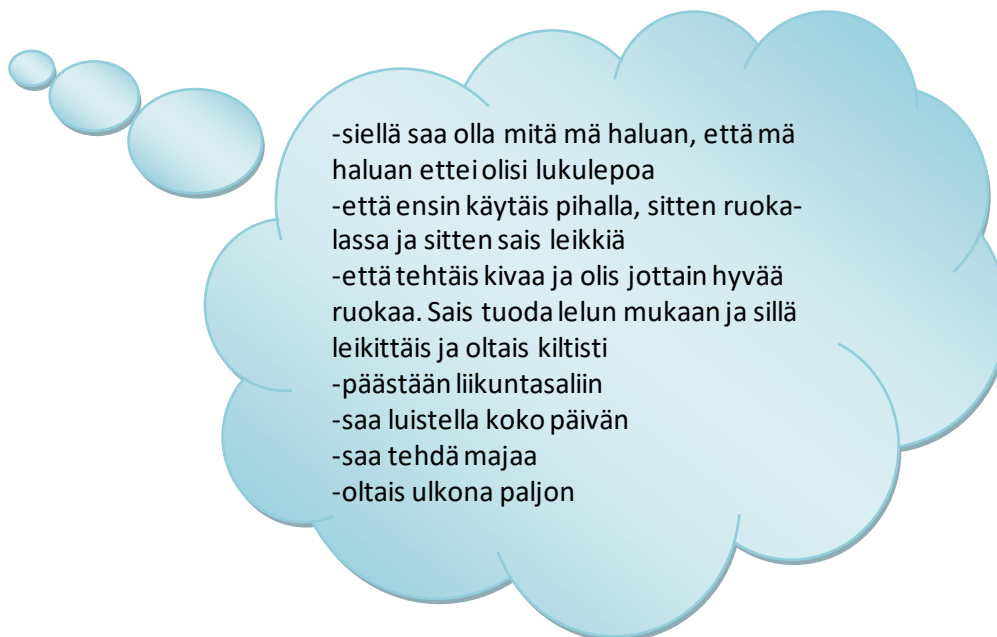 -siellä saa olla mitä mä haluan, että mä
haluan ettei olisi lukulepoa
-että ensin käytäis pihalla, sitten ruoka-
lassa ja sitten sais leikkiä
-että tehtäis kivaa ja olis jottain hyvää
ruokaa. Sais tuoda lelun mukaan ja sillä
leikittäis ja oltais kiltisti
-päästään liikuntasaliin
-saa luistella koko päivän
-saa tehdä majaa
-oltais ulkona paljon